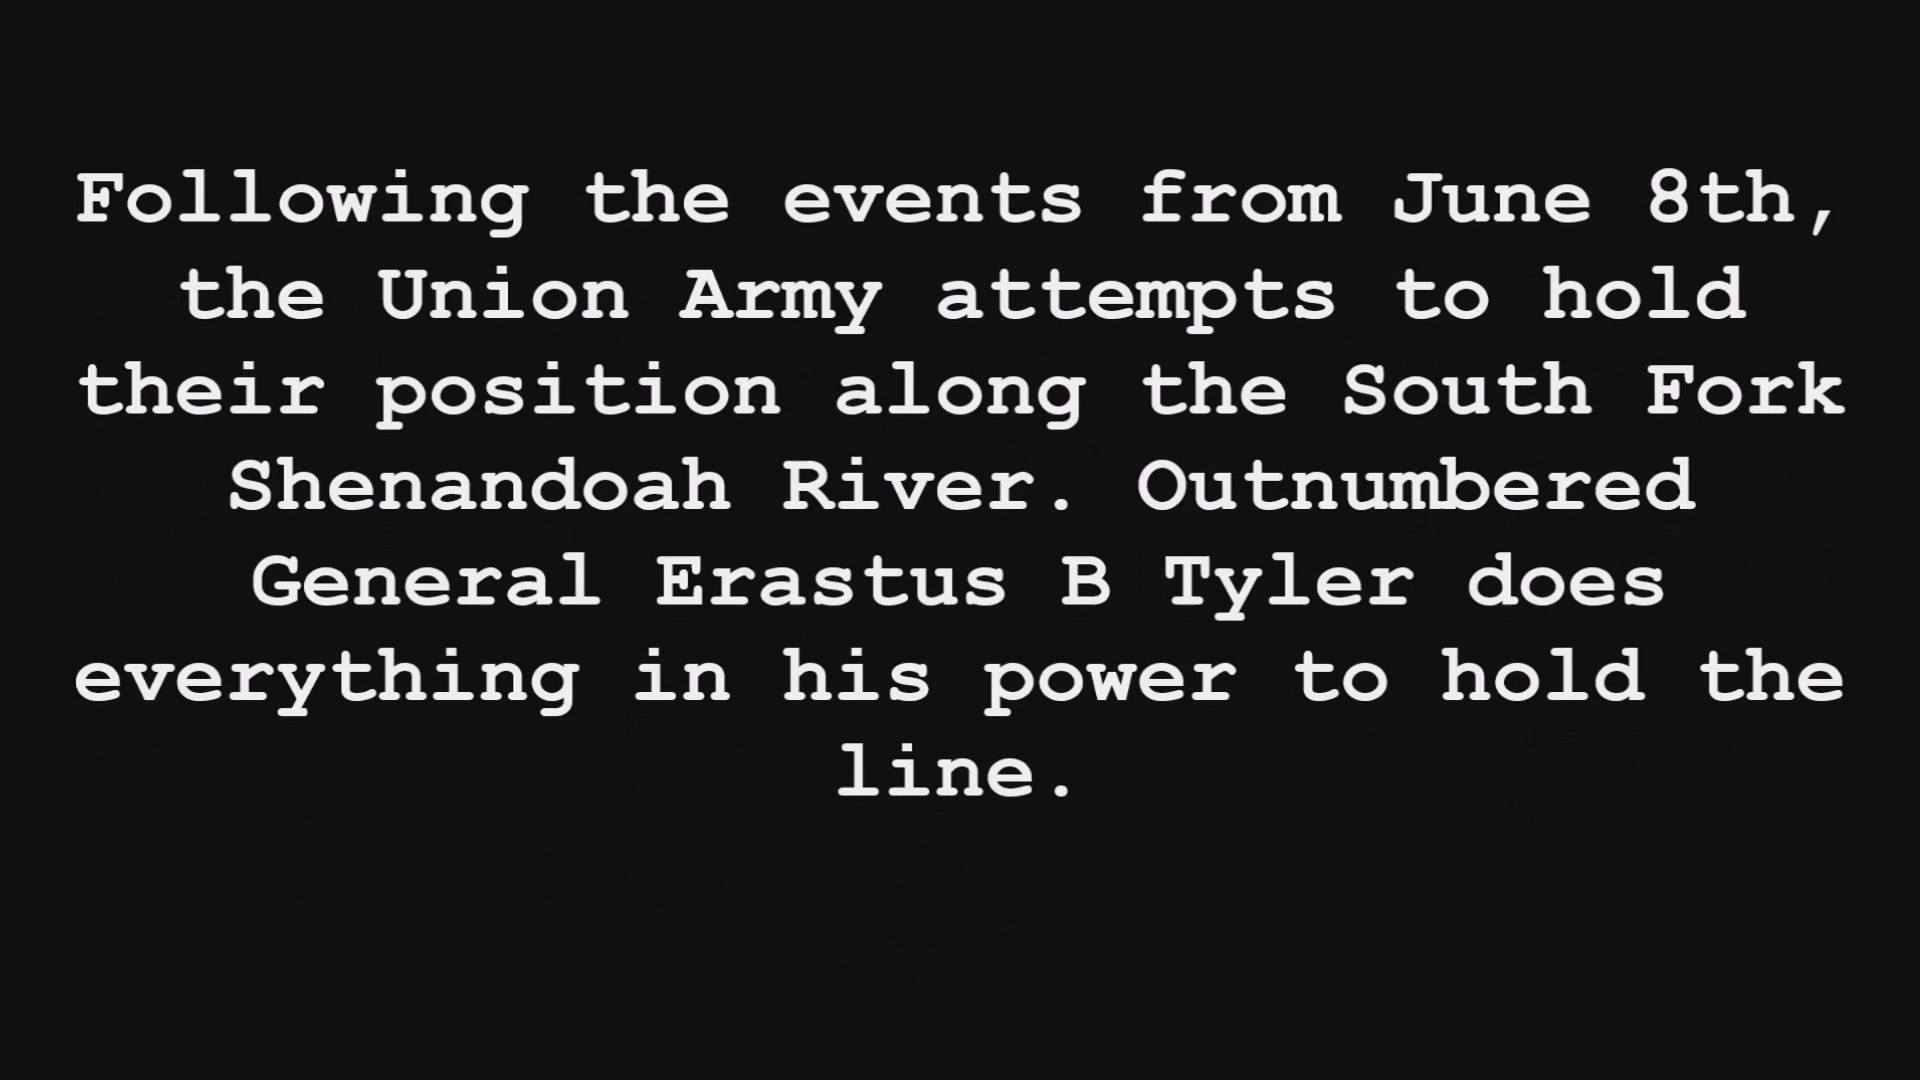 Following the events from June 8th,
the Union Army attempts to hold
their position along the South Fork
Shenandoah River. Outnumbered
General Erastus B Tyler does
everything in his power to hold the
line.